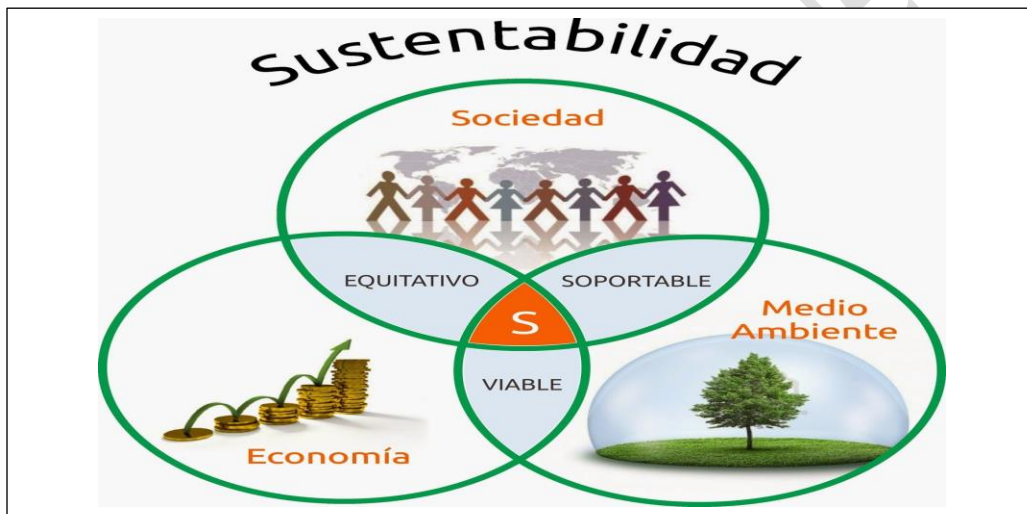 Sustentabilidad
Sociedad
EQUITATIVO
SOPORTABLE
S
Medio
Ambiente
VIABLE
Economía